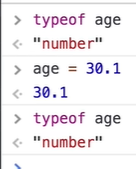 > typeof age
< "number"
> age = 30.1
< 30.1
> typeof age
< "number"
>